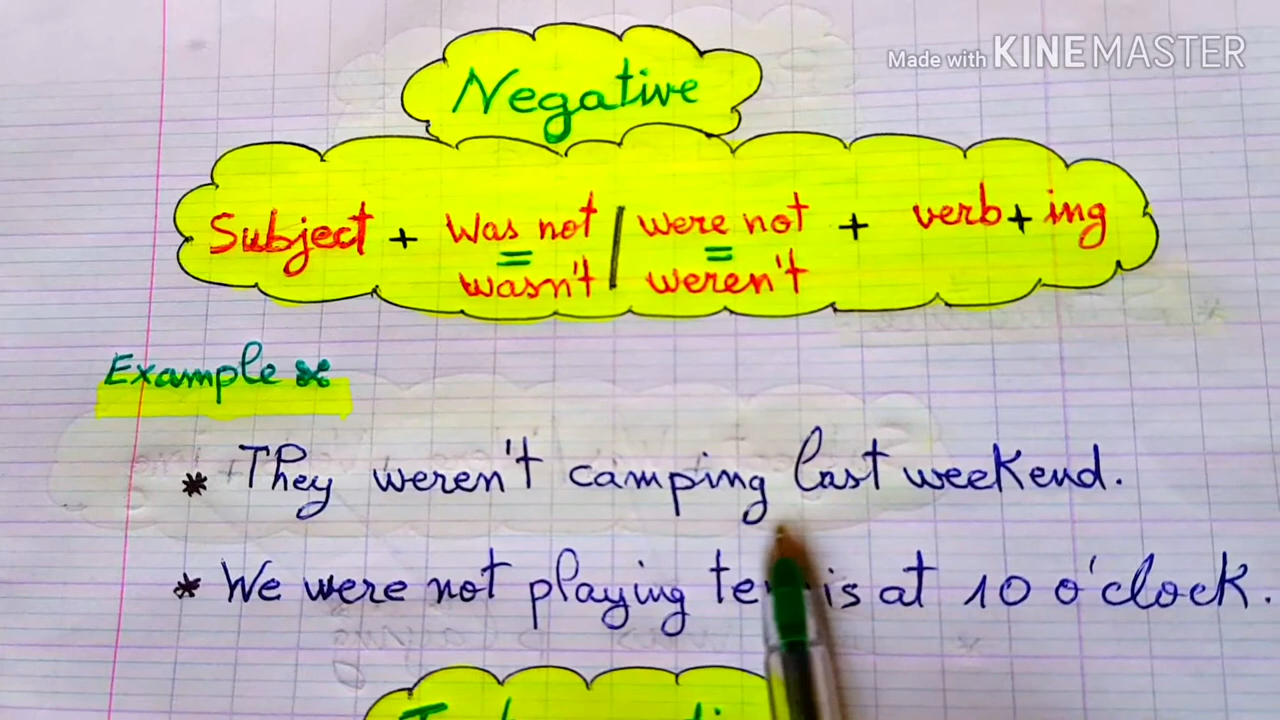 Made with KINEMASTER
Negative
Subject + was not / were not + verb + ing
= =
wasn't weren't
Example
* They weren't camping last weekend.
* We were not playing at 10 o'clock.